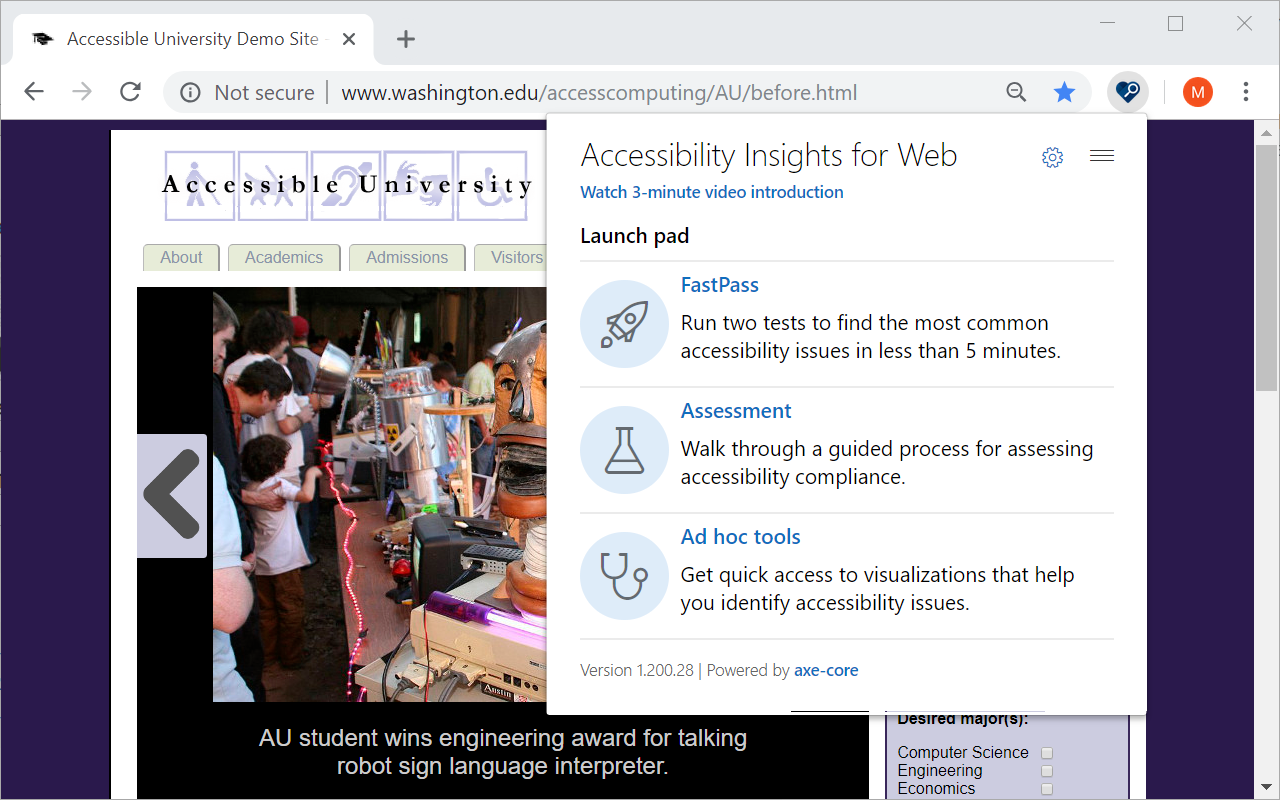 Accessible University Demo Site -
Not secure | www.washington.edu/accesscomputing/AU/before.html
M
Accessible University
About
Academics
Admissions
Visitors
Accessibility Insights for Web
Watch 3-minute video introduction
Launch pad
FastPass
Run two tests to find the most common
accessibility issues in less than 5 minutes.
Assessment
Walk through a guided process for assessing
accessibility compliance.
Ad hoc tools
Get quick access to visualizations that help
you identify accessibility issues.
Version 1.200.28 | Powered by axe-core
Austin
AU student wins engineering award for talking
robot sign language interpreter.
Desired major(s):
Computer Science
Engineering
Economics